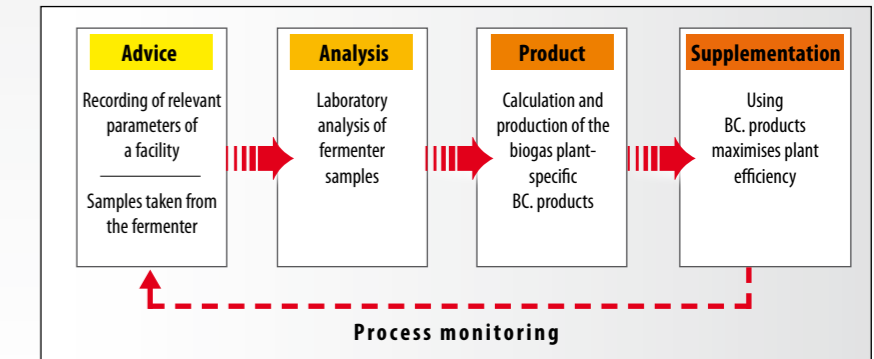 Advice
Recording of relevant
parameters of
a facility
Samples taken from
the fermenter
Analysis
Laboratory
analysis of
fermenter
samples
Product
Calculation and
production of the
biogas plant-
specific
BC. products
Supplementation
Using
BC. products
maximises plant
efficiency
Process monitoring